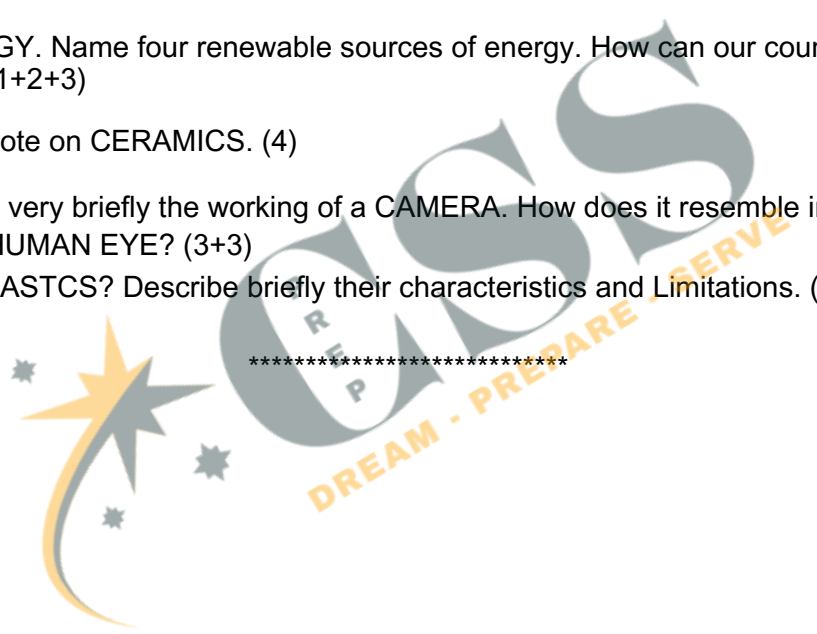 GY. Name four renewable sources of energy. How can our cour
1+2+3)
ote on CERAMICS. (4)
very briefly the working of a CAMERA. How does it resemble i
HUMAN EYE? (3+3)
ASTCS? Describe briefly their characteristics and Limitations. (
****************************
CSS
PREP
DREAM - PREPARE - SERVE